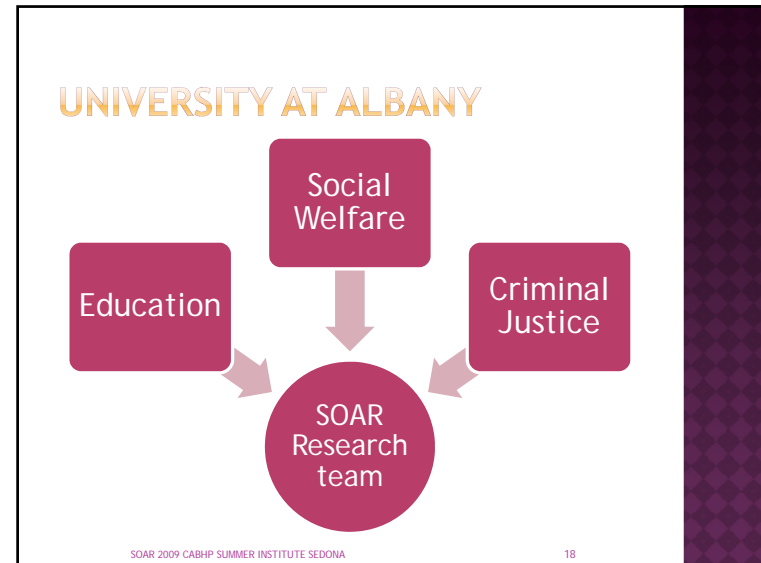 UNIVERSITY AT ALBANY
Social
Welfare
Education
Criminal
Justice
SOAR
Research
team
SOAR 2009 CABHP SUMMER INSTITUTE SEDONA
18